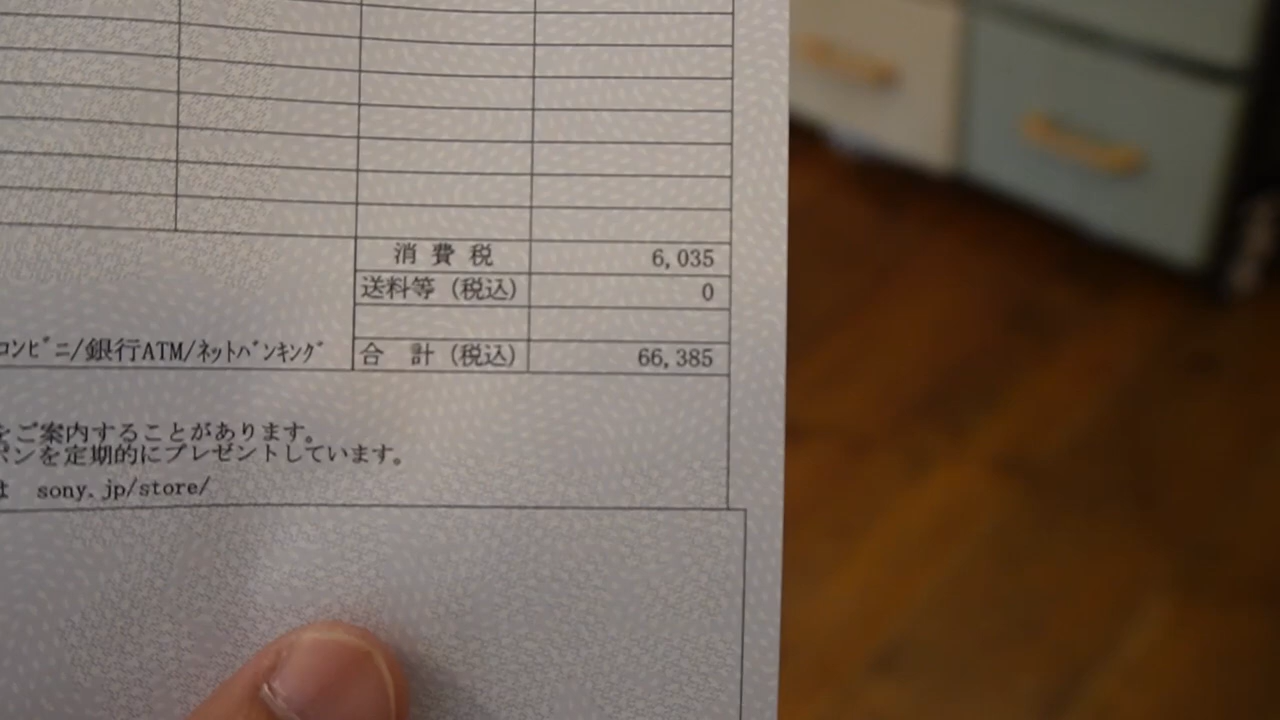 消費税 6,035
送料等(税込) 0
コンビニ/銀行ATM/ネットバンキング 合計(税込) 66,385
をご案内することがあります。
ポンを定期的にプレゼントしています。
は sony.jp/store/